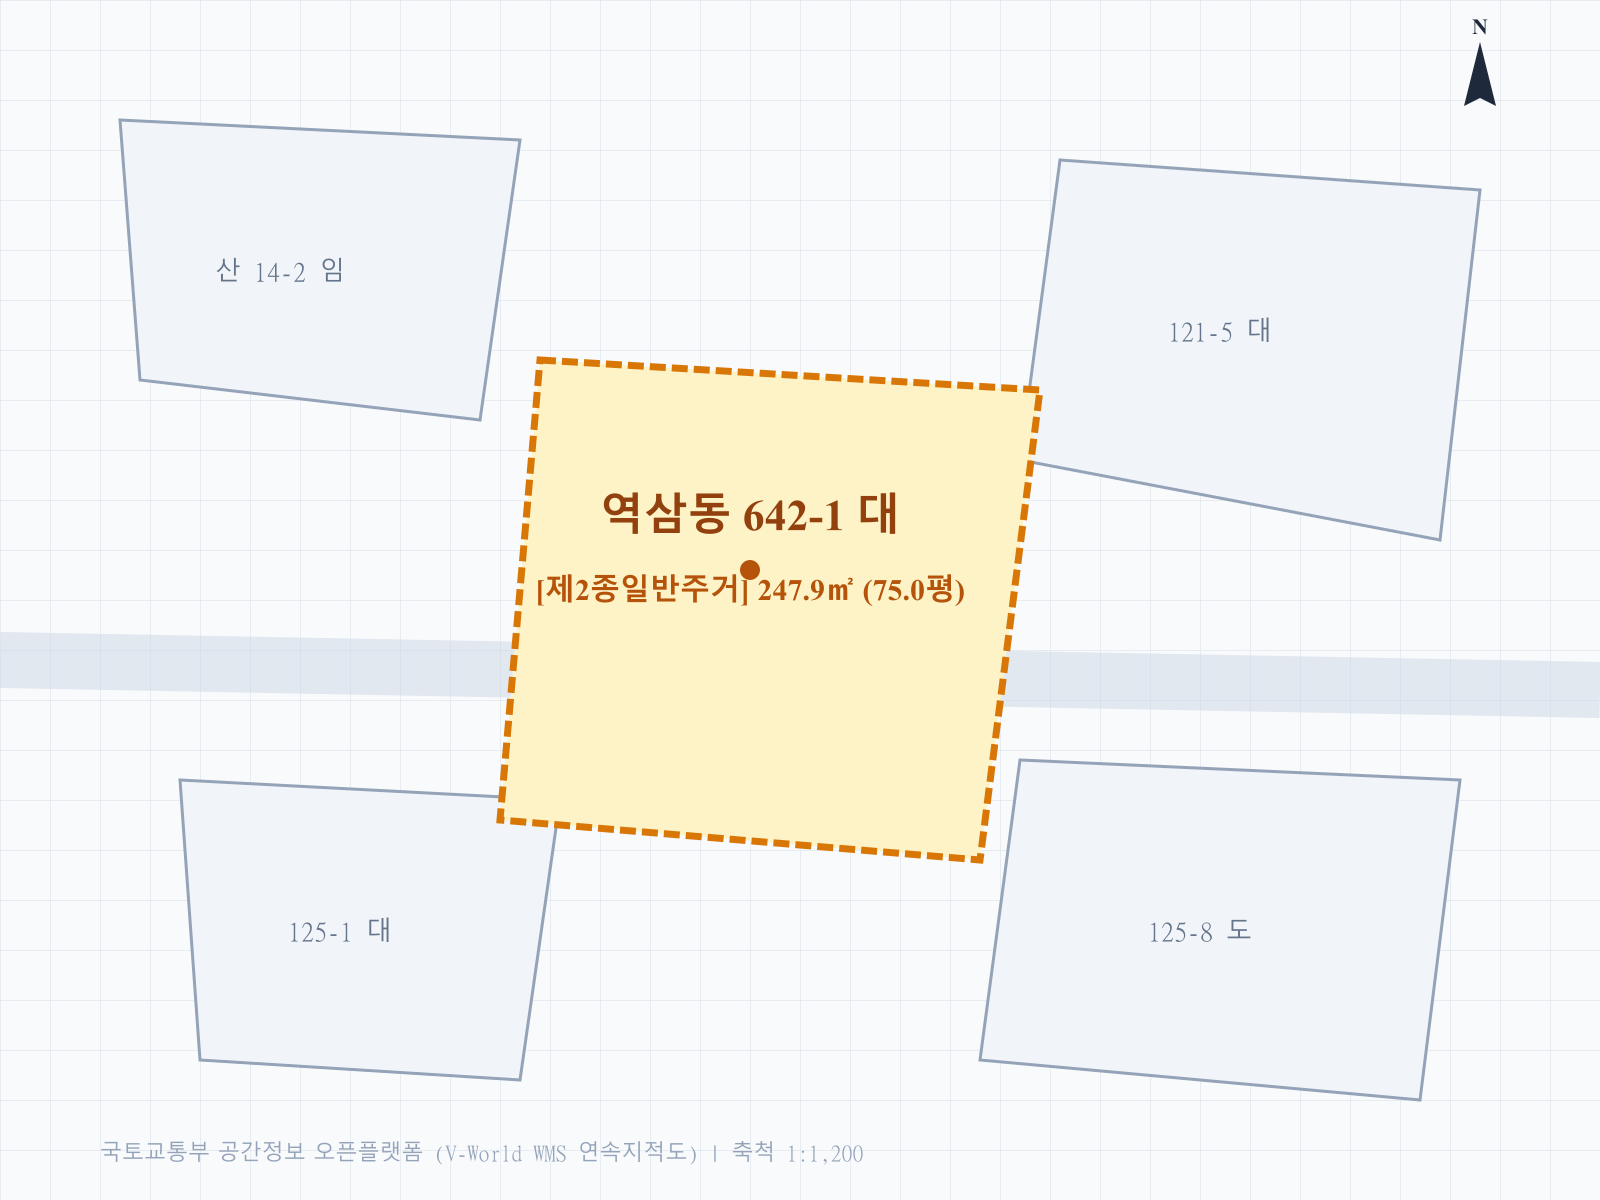 N
산 14-2 임
121-5 대
역삼동 642-1 대
[제2종일반주거] 247.9㎡ (75.0평)
125-1 대
125-8 도
국토교통부 공간정보 오픈플랫폼 (V-World WMS 연속지적도) | 축척 1:1,200